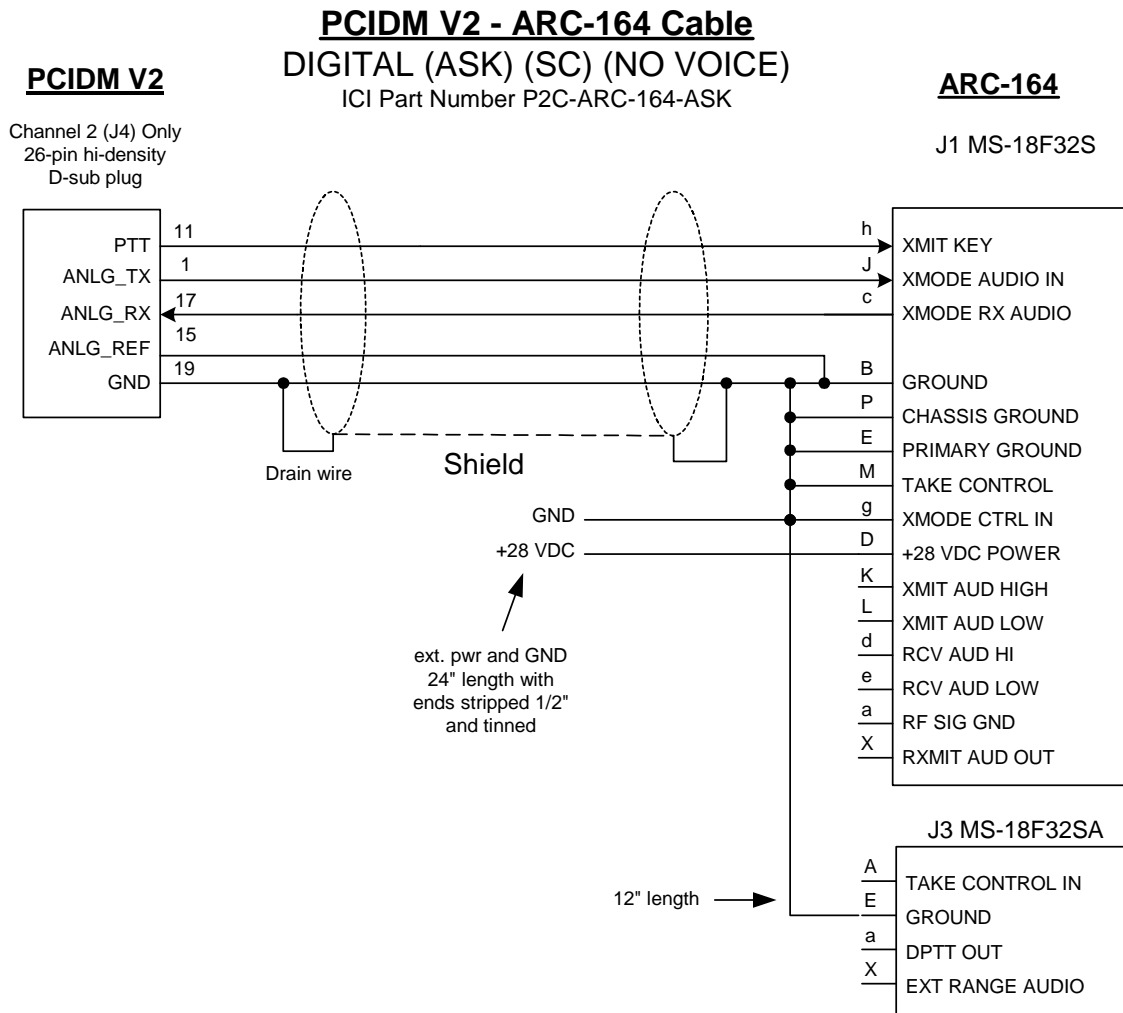 PCIDM V2 - ARC-164 Cable
DIGITAL (ASK) (SC) (NO VOICE)
ICI Part Number P2C-ARC-164-ASK
PCIDM V2
Channel 2 (J4) Only
26-pin hi-density
D-sub plug
ARC-164
J1 MS-18F32S
PTT 11 h XMIT KEY
ANLG_TX 1 J XMODE AUDIO IN
ANLG_RX 17 c XMODE RX AUDIO
ANLG_REF 15
GND 19 B GROUND
P CHASSIS GROUND
E PRIMARY GROUND
Drain wire
Shield
M TAKE CONTROL
GND g XMODE CTRL IN
+28 VDC D +28 VDC POWER
K XMIT AUD HIGH
L XMIT AUD LOW
d RCV AUD HI
e RCV AUD LOW
a RF SIG GND
X RXMIT AUD OUT
ext. pwr and GND
24" length with
ends stripped 1/2"
and tinned
J3 MS-18F32SA
A TAKE CONTROL IN
12" length
E GROUND
a DPTT OUT
X EXT RANGE AUDIO